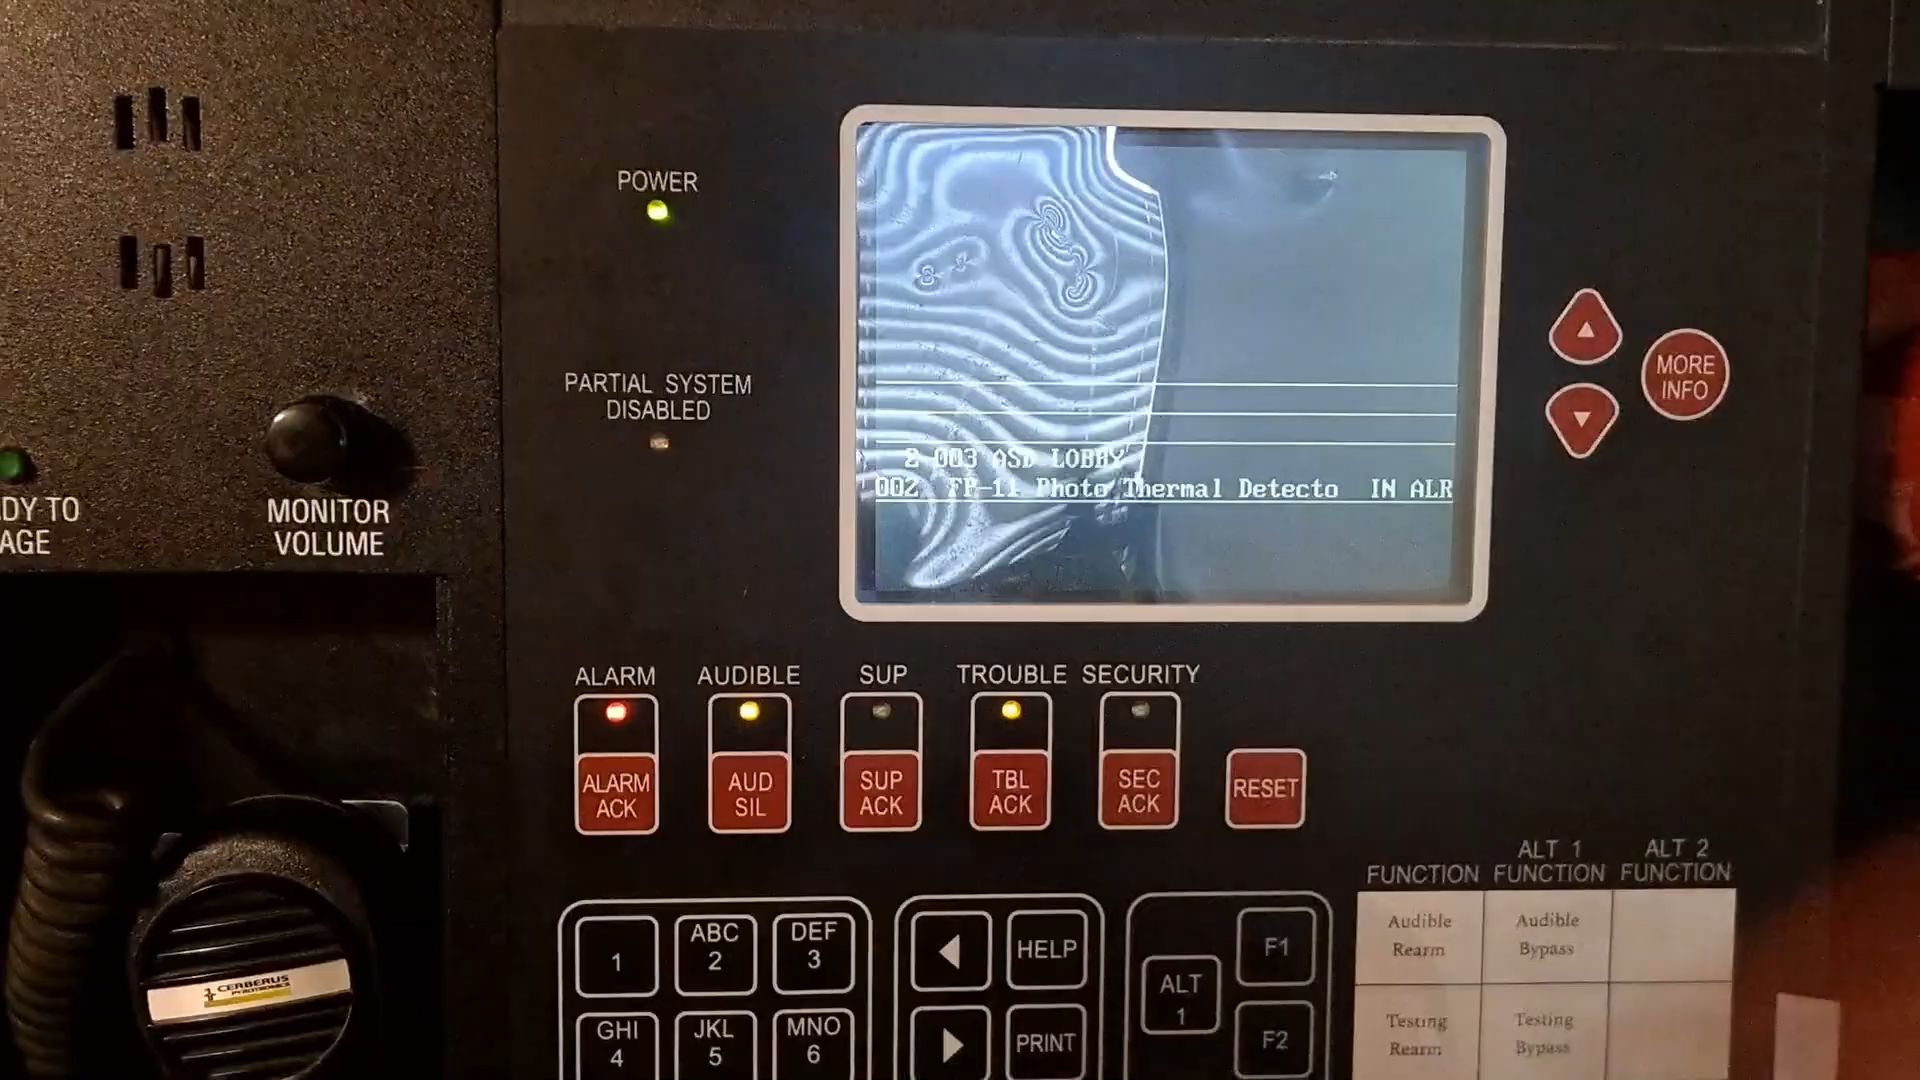 POWER
PARTIAL SYSTEM
DISABLED
DY TO
AGE
MONITOR
VOLUME
2 003 ASD LOBBY
002 FP-11 Photo Thermal Detecto IN ALR
MORE
INFO
ALARM
AUDIBLE
SUP
TROUBLE
SECURITY
ALARM
ACK
AUD
SIL
SUP
ACK
TBL
ACK
SEC
ACK
RESET
1
ABC
2
DEF
3
GHI
4
JKL
5
MNO
6
HELP
PRINT
ALT
1
F1
F2
FUNCTION
ALT 1
FUNCTION
ALT 2
FUNCTION
Audible
Rearm
Audible
Bypass
Testing
Rearm
Testing
Bypass
CERBERUS
PYROTRONICS